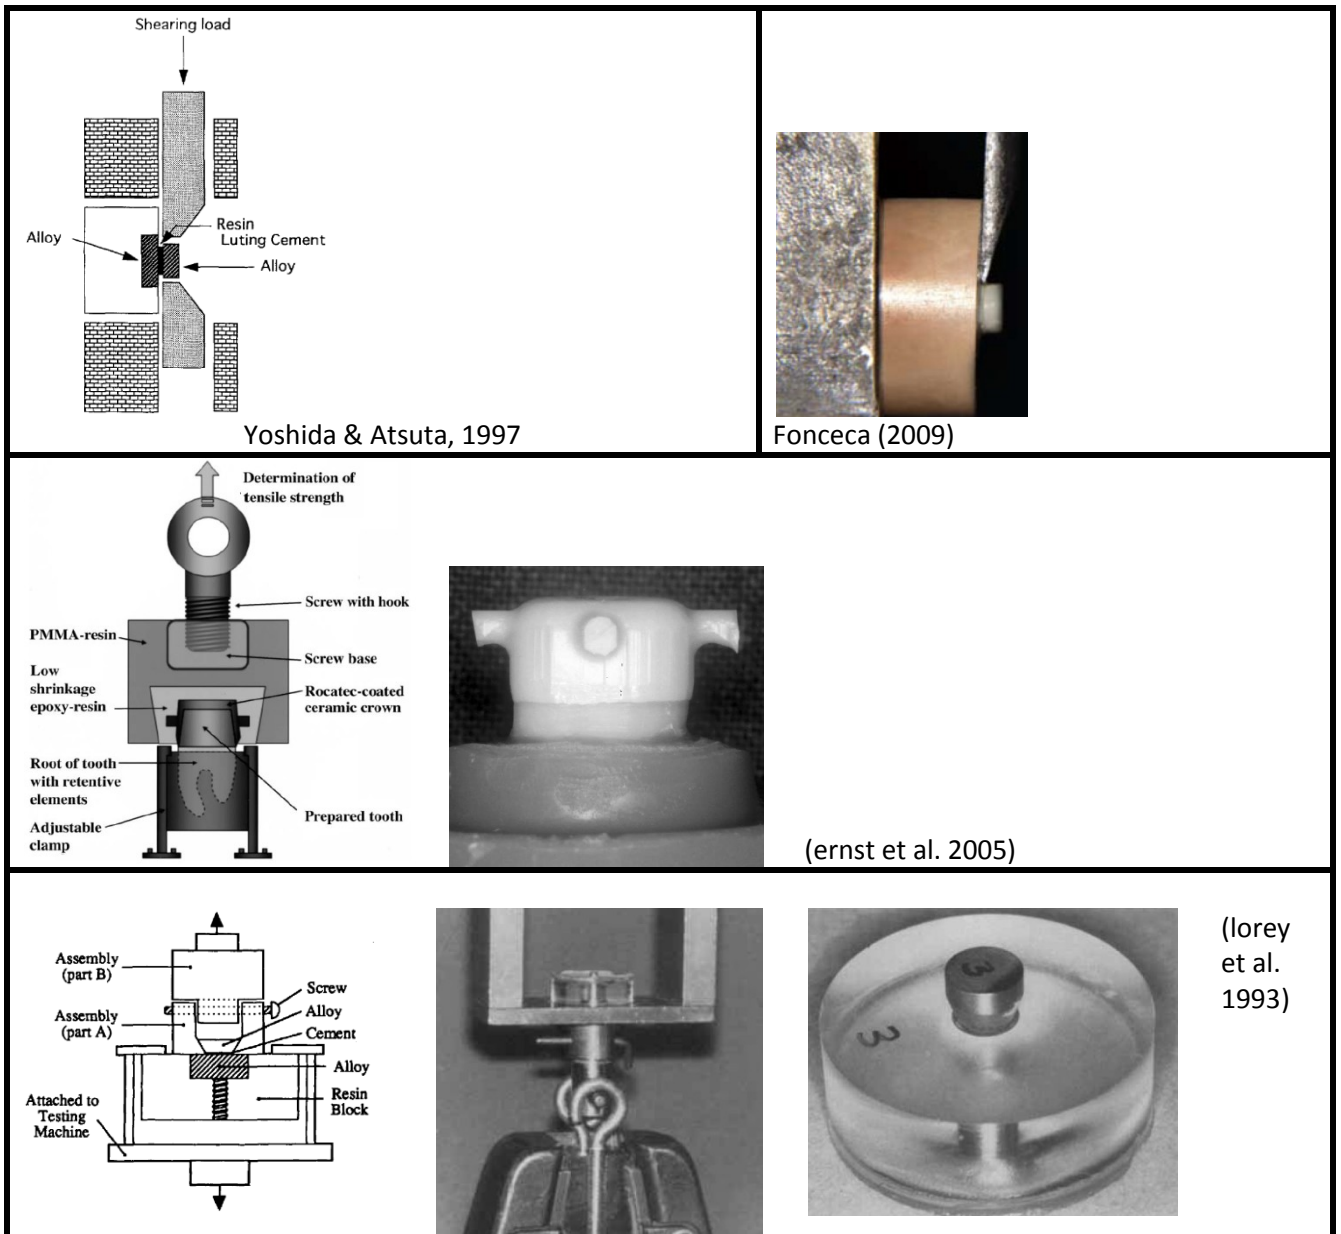 Shearing load
Resin
Luting Cement
Alloy
Alloy
Yoshida & Atsuta, 1997
Fonceca (2009)
Determination of
tensile strength
Screw with hook
PMMA-resin
Screw base
Low
shrinkage
epoxy-resin
Rocatec-coated
ceramic crown
Root of tooth
with retentive
elements
Prepared tooth
Adjustable
clamp
(ernst et al. 2005)
Assembly
(part B)
Screw
Alloy
Assembly
(part A)
Cement
Alloy
Resin
Block
Attached to
Testing
Machine
3
3
(lorey
et al.
1993)